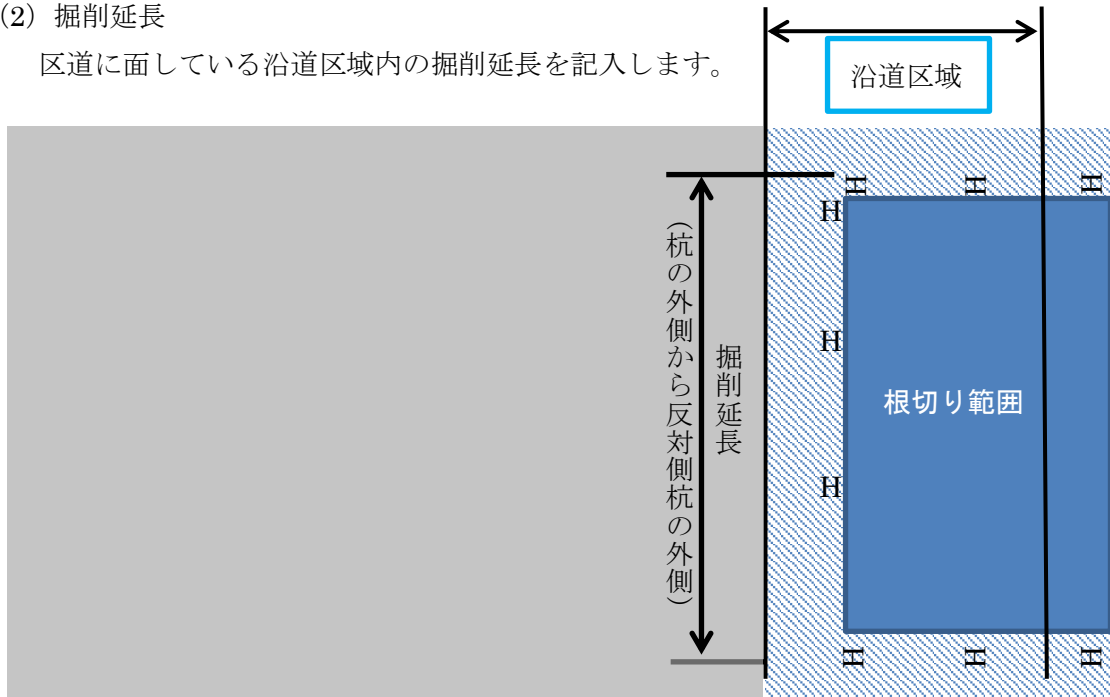 (2) 掘削延長
区道に面している沿道区域内の掘削延長を記入します。
沿道区域
H H H
H
H
H
掘削延長
(杭の外側から反対側杭の外側)
根切り範囲
H H H